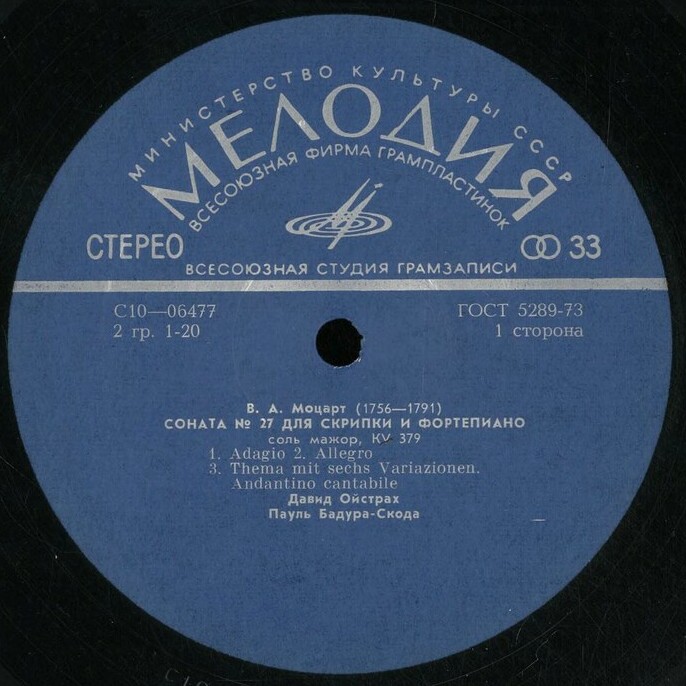 МИНИСТЕРСТВО КУЛЬТУРЫ СССР
МЕЛОДИЯ
ВСЕСОЮЗНАЯ ФИРМА ГРАМПЛАСТИНОК
СТЕРЕО
33
ВСЕСОЮЗНАЯ СТУДИЯ ГРАМЗАПИСИ
С10—06477
ГОСТ 5289-73
2 гр. 1-20
1 сторона
В. А. Моцарт (1756—1791)
СОНАТА № 27 ДЛЯ СКРИПКИ И ФОРТЕПИАНО
соль мажор, KV 379
1. Adagio 2. Allegro
3. Thema mit sechs Variazionen.
Andantino cantabile
Давид Ойстрах
Пауль Бадура-Скода